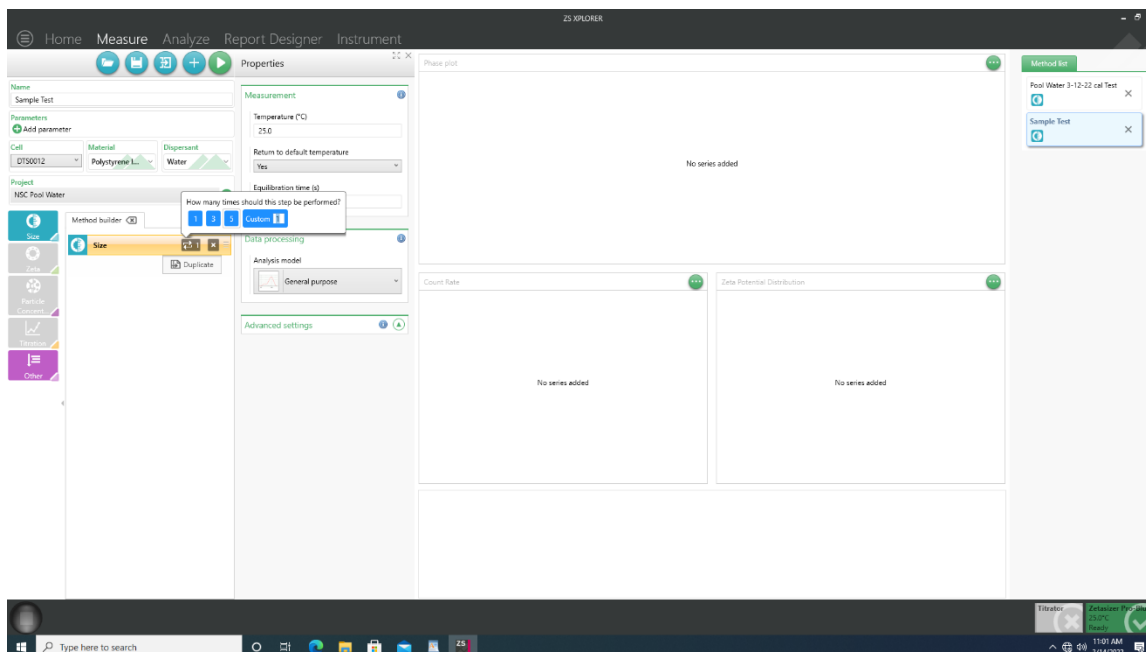 ZS XPLORER
Home Measure Analyze Report Designer Instrument
Properties
Name
Sample Test
Parameters
Add parameter
Cell Material Dispersant
DTS0012 Polystyrene l... Water
Project
NSC Pool Water
Size
Zeta
Particle
Concent...
Titration
Other
Method builder
Size 1
Duplicate
How many times should this step be performed?
1 3 5 Custom
Measurement
Temperature (°C)
25.0
Return to default temperature
Yes
Equilibration time (s)
Data processing
Analysis model
General purpose
Advanced settings
Phase plot
No series added
Count Rate
No series added
Zeta Potential Distribution
No series added
Method list
Pool Water 3-12-22 cal Test
Sample Test
Titrator
Zetasizer Pro-Blu
25.0°C
Ready
Type here to search
ZS
11:01 AM